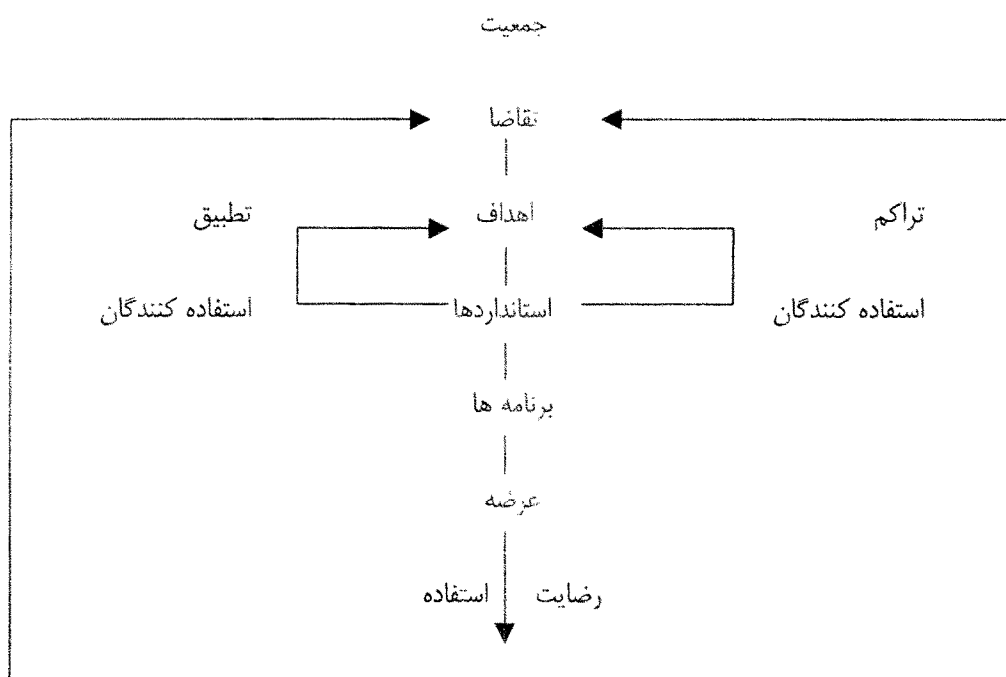 جمعیت
تقاضا
تراکم اهداف تطبیق
استفاده کنندگان استانداردها استفاده کنندگان
برنامه ها
عرضه
رضایت استفاده